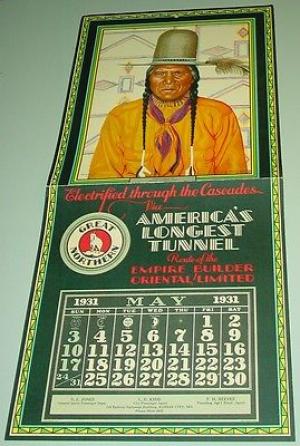 Electrified through the Cascades
Via
AMERICA'S
LONGEST
TUNNEL
Route of the
EMPIRE BUILDER
ORIENTAL LIMITED
GREAT
NORTHERN
1931 MAY 1931
SUN MON TUE WED THU FRI SAT
1 2
3 4 5 6 7 8 9
10 11 12 13 14 15 16
17 18 19 20 21 22 23
24/31 25 26 27 28 29 30